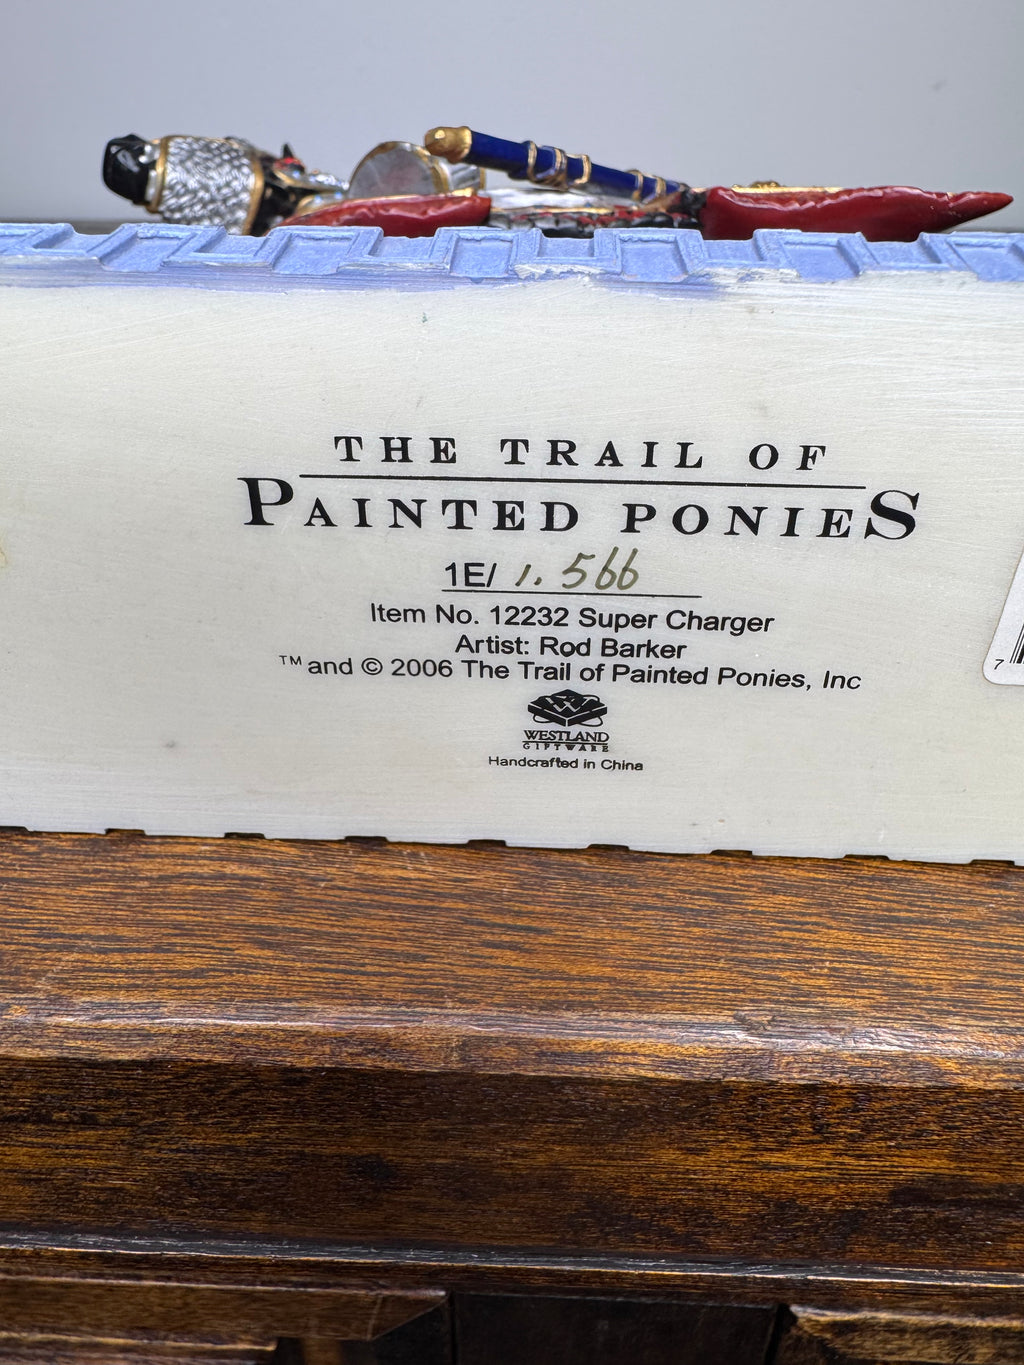 THE TRAIL OF
PAINTED PONIES
1E/ 1.566
Item No. 12232 Super Charger
Artist: Rod Barker
™ and © 2006 The Trail of Painted Ponies, Inc
WESTLAND
GIFTWARE
Handcrafted in China
7